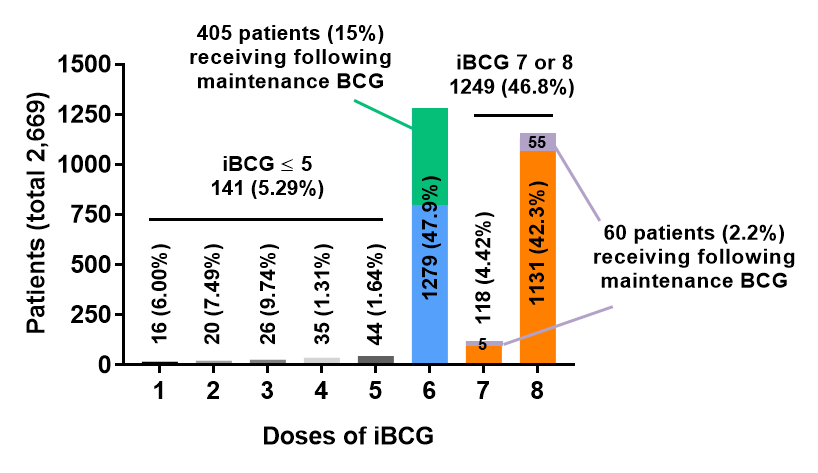 405 patients (15%)
receiving following
maintenance BCG
iBCG 7 or 8
1249 (46.8%)
iBCG ≤ 5
141 (5.29%)
Patients (total 2,669)
1500
1250
1000
750
500
250
0
16 (6.00%)
20 (7.49%)
26 (9.74%)
35 (1.31%)
44 (1.64%)
1279 (47.9%)
118 (4.42%)
5
55
1131 (42.3%)
60 patients (2.2%)
receiving following
maintenance BCG
1 2 3 4 5 6 7 8
Doses of iBCG